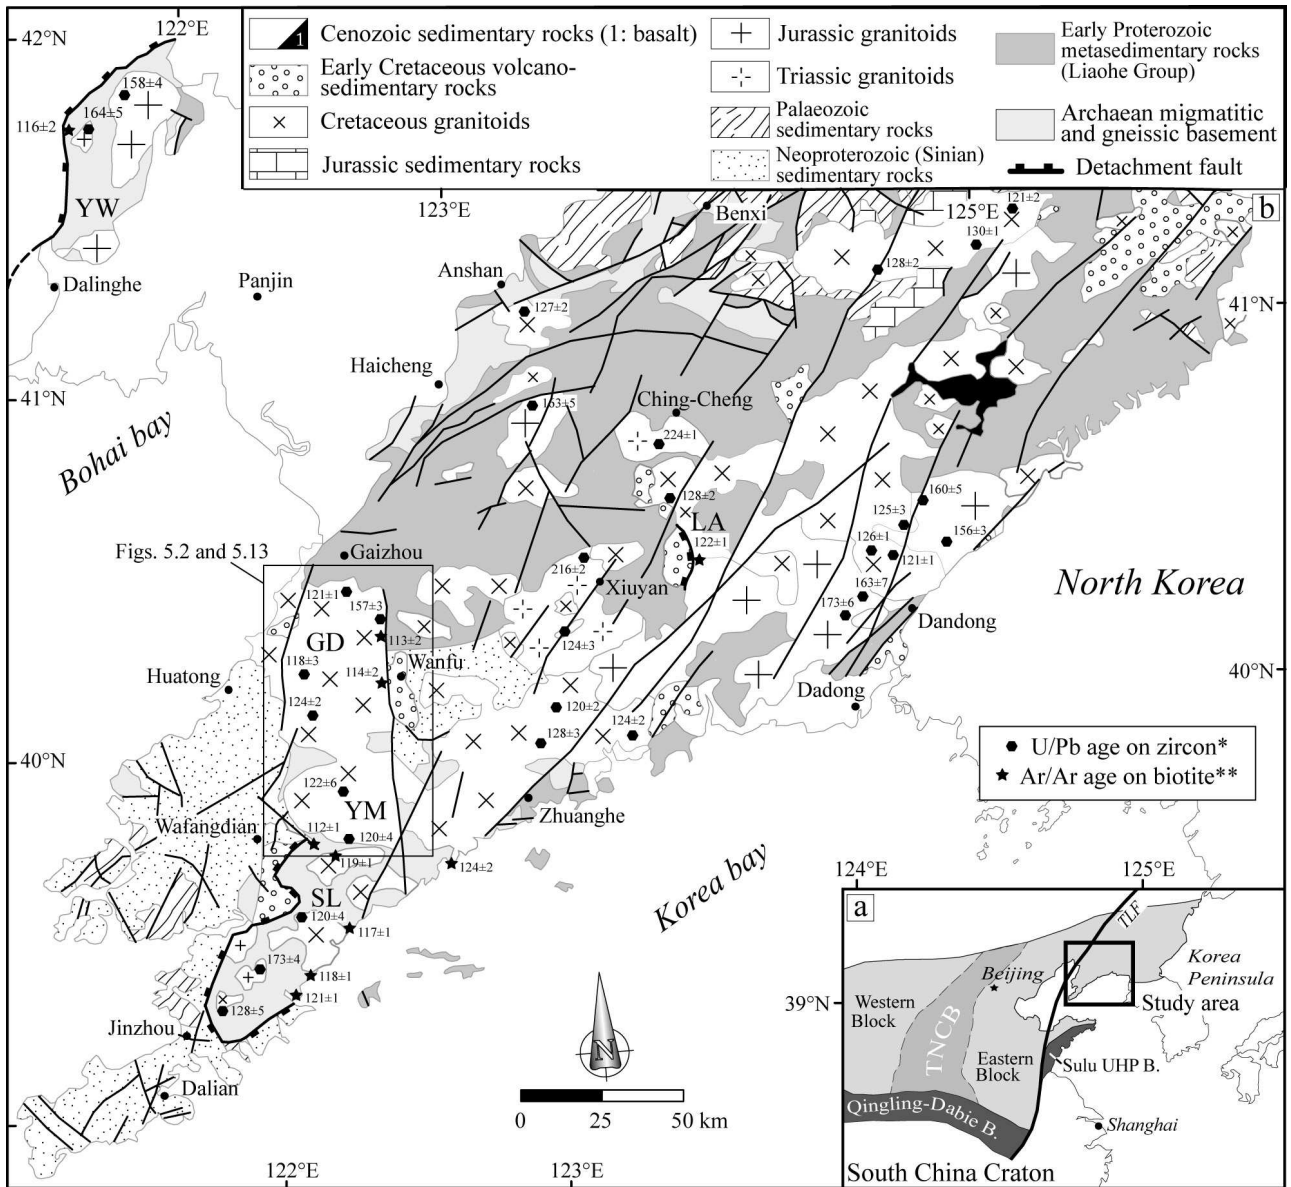 42°N
122°E
1
Cenozoic sedimentary rocks (1: basalt)
Early Cretaceous volcano-
sedimentary rocks
Cretaceous granitoids
Jurassic sedimentary rocks
Jurassic granitoids
Triassic granitoids
Palaeozoic
sedimentary rocks
Neoproterozoic (Sinian)
sedimentary rocks
Early Proterozoic
metasedimentary rocks
(Liaohe Group)
Archaean migmatitic
and gneissic basement
Detachment fault
b
158±4
164±5
116±2
YW
Dalinghe
Panjin
123°E
125°E
121±2
130±1
128±2
Benxi
Anshan
127±2
41°N
Haicheng
41°N
163±5
Ching-Cheng
224±1
Bohai bay
128±2
LA
122±1
160±5
125±3
156±3
126±1
121±1
163±7
173±6
North Korea
Dandong
Dadong
40°N
Figs. 5.2 and 5.13
Gaizhou
216±2
Xiuyan
121±1
157±3
GD
113±2
124±3
118±3
114±2
Wanfu
Huatong
124±2
120±2
124±2
128±3
40°N
122±6
YM
Zhuanghe
Wafangdian
112±1
120±4
119±1
124±2
Korea bay
SL
120±4
117±1
173±4
118±1
121±1
128±5
Jinzhou
Dalian
N
0
25
50 km
122°E
123°E
U/Pb age on zircon*
Ar/Ar age on biotite**
124°E
125°E
a
TLF
Beijing
Korea
Peninsula
39°N
Western
Block
TNCB
Study area
Eastern
Block
Sulu UHP B.
Qingling-Dabie B.
Shanghai
South China Craton